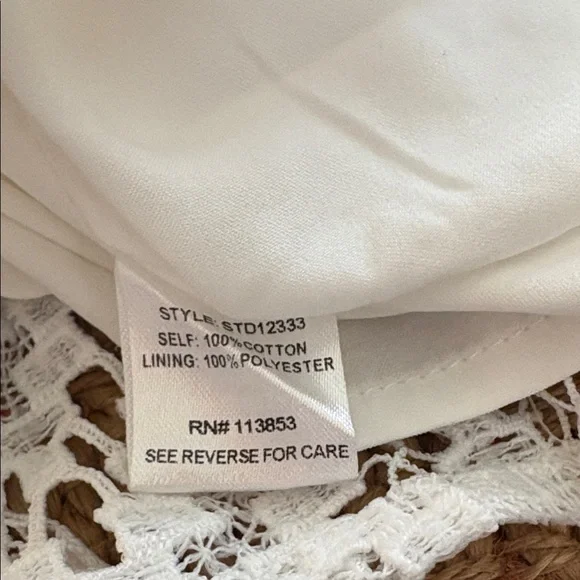 STYLE: STD12333
SELF: 100% COTTON
LINING: 100% POLYESTER
RN# 113853
SEE REVERSE FOR CARE